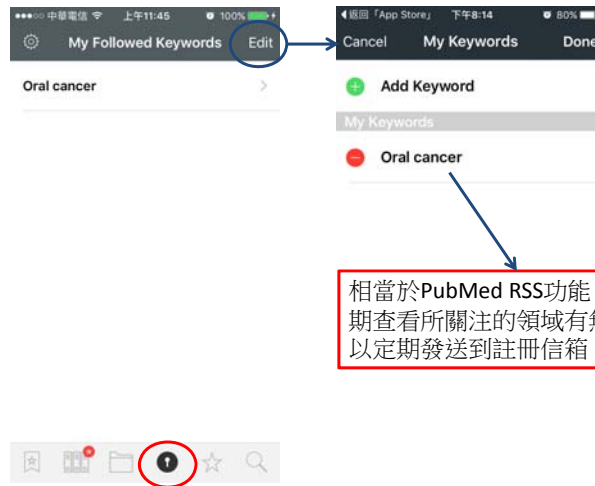 中華電信 上午11:45 100%
My Followed Keywords Edit
Oral cancer
返回「App Store」 下午8:14 80%
Cancel My Keywords Done
Add Keyword
My Keywords
Oral cancer
相當於PubMed RSS功能
期查看所關注的領域有
以定期發送到註冊信箱